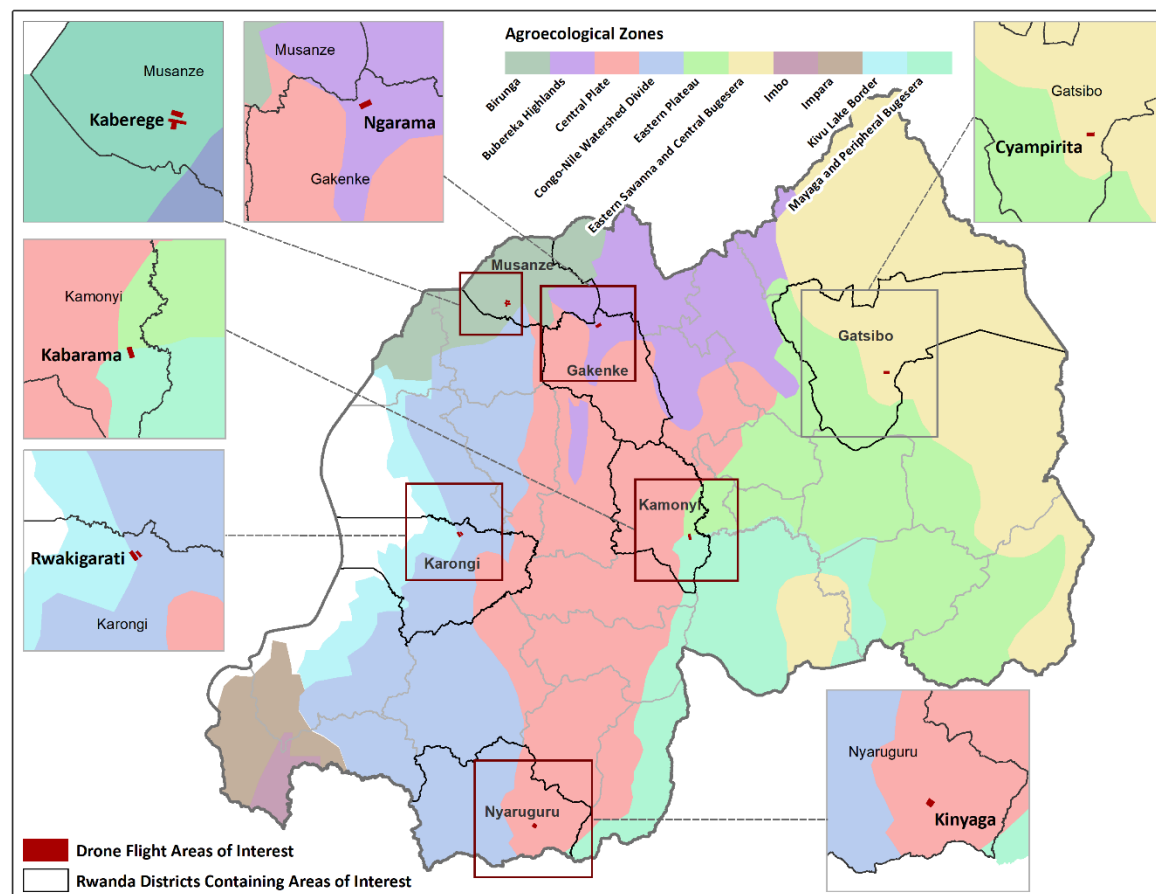 Agroecological Zones
Birunga
Bubereka Highlands
Central Plate
Congo-Nile Watershed Divide
Eastern Plateau
Eastern Savanna and Central Bugesera
Imbo
Impara
Kivu Lake Border
Mayaga and Peripheral Bugesera
Musanze
Kaberege
Musanze
Ngarama
Gakenke
Gatsibo
Cyampirita
Kamonyi
Kabarama
Rwakigarati
Karongi
Musanze
Gakenke
Gatsibo
Kamonyi
Karongi
Nyaruguru
Nyaruguru
Kinyaga
Drone Flight Areas of Interest
Rwanda Districts Containing Areas of Interest